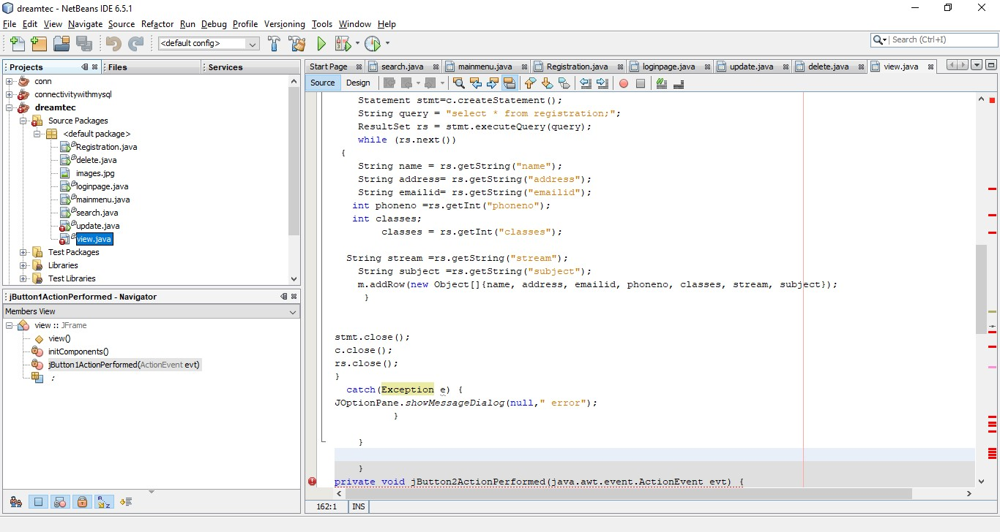 dreamtec - NetBeans IDE 6.5.1
File Edit View Navigate Source Refactor Run Debug Profile Versioning Tools Window Help
<default config>
Search (Ctrl+I)
Projects
Files
Services
conn
connectivitywithmysql
dreamtec
Source Packages
<default package>
Registration.java
delete.java
images.jpg
loginpage.java
mainmenu.java
search.java
update.java
view.java
Test Packages
Libraries
Test Libraries
jButton1ActionPerformed - Navigator
Members View
view :: JFrame
view()
initComponents()
jButton1ActionPerformed(ActionEvent evt)
:
Start Page search.java mainmenu.java Registration.java loginpage.java update.java delete.java view.java
Source Design
Statement stmt=c.createStatement();
String query = "select * from registration;";
ResultSet rs = stmt.executeQuery(query);
while (rs.next())
{
String name = rs.getString("name");
String address= rs.getString("address");
String emailid= rs.getString("emailid");
int phoneno =rs.getInt("phoneno");
int classes;
classes = rs.getInt("classes");
String stream =rs.getString("stream");
String subject =rs.getString("subject");
m.addRow(new Object[]{name, address, emailid, phoneno, classes, stream, subject});
}
stmt.close();
c.close();
rs.close();
}
catch(Exception e) {
JOptionPane.showMessageDialog(null," error");
}
}
}
private void jButton2ActionPerformed(java.awt.event.ActionEvent evt) {
162:1 INS